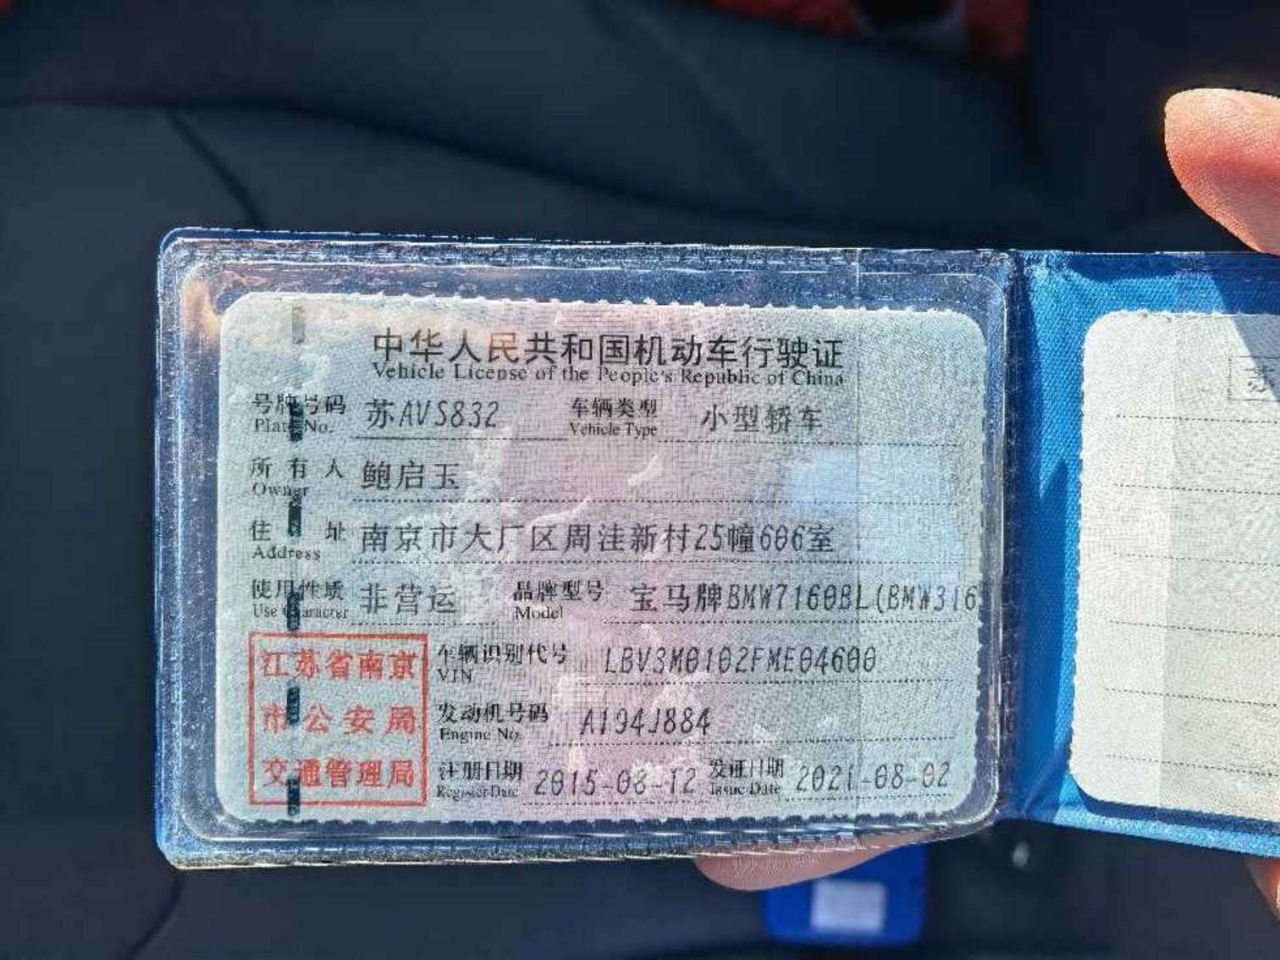 中华人民共和国机动车行驶证
Vehicle License of the People's Republic of China
号牌号码 苏AV5832 车辆类型 小型轿车
Plate No. Vehicle Type
所有人 鲍启玉
Owner
住址 南京市大厂区周洼新村25幢606室
Address
使用性质 非营运 品牌型号 宝马牌BMW7160BL(BMW316
Use Character Model
江苏省南京
市公安局
交通管理局
车辆识别代号 LBV3M0102FME04600
VIN
发动机号码 A194J884
Engine No.
注册日期 2015-08-12 发证日期 2021-08-02
Register Date Issue Date
苏